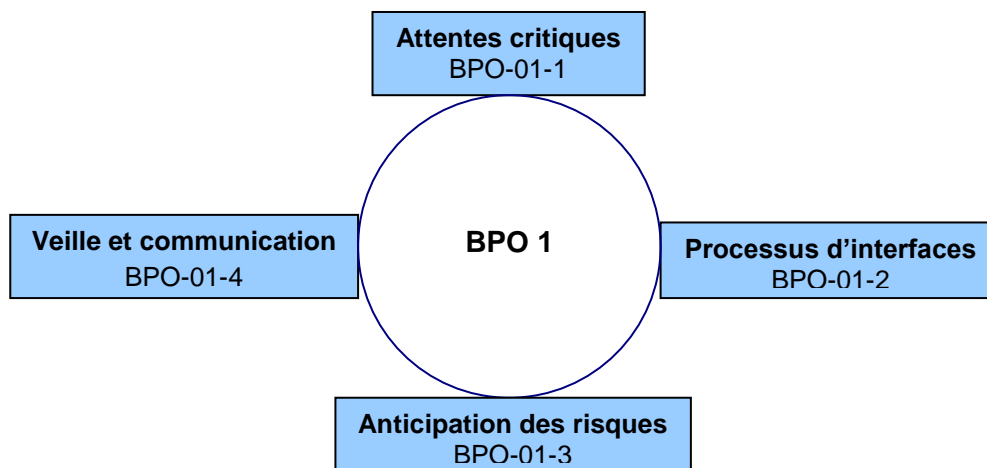 Attentes critiques
BPO-01-1
Veille et communication
BPO-01-4
BPO 1
Processus d'interfaces
BPO-01-2
Anticipation des risques
BPO-01-3